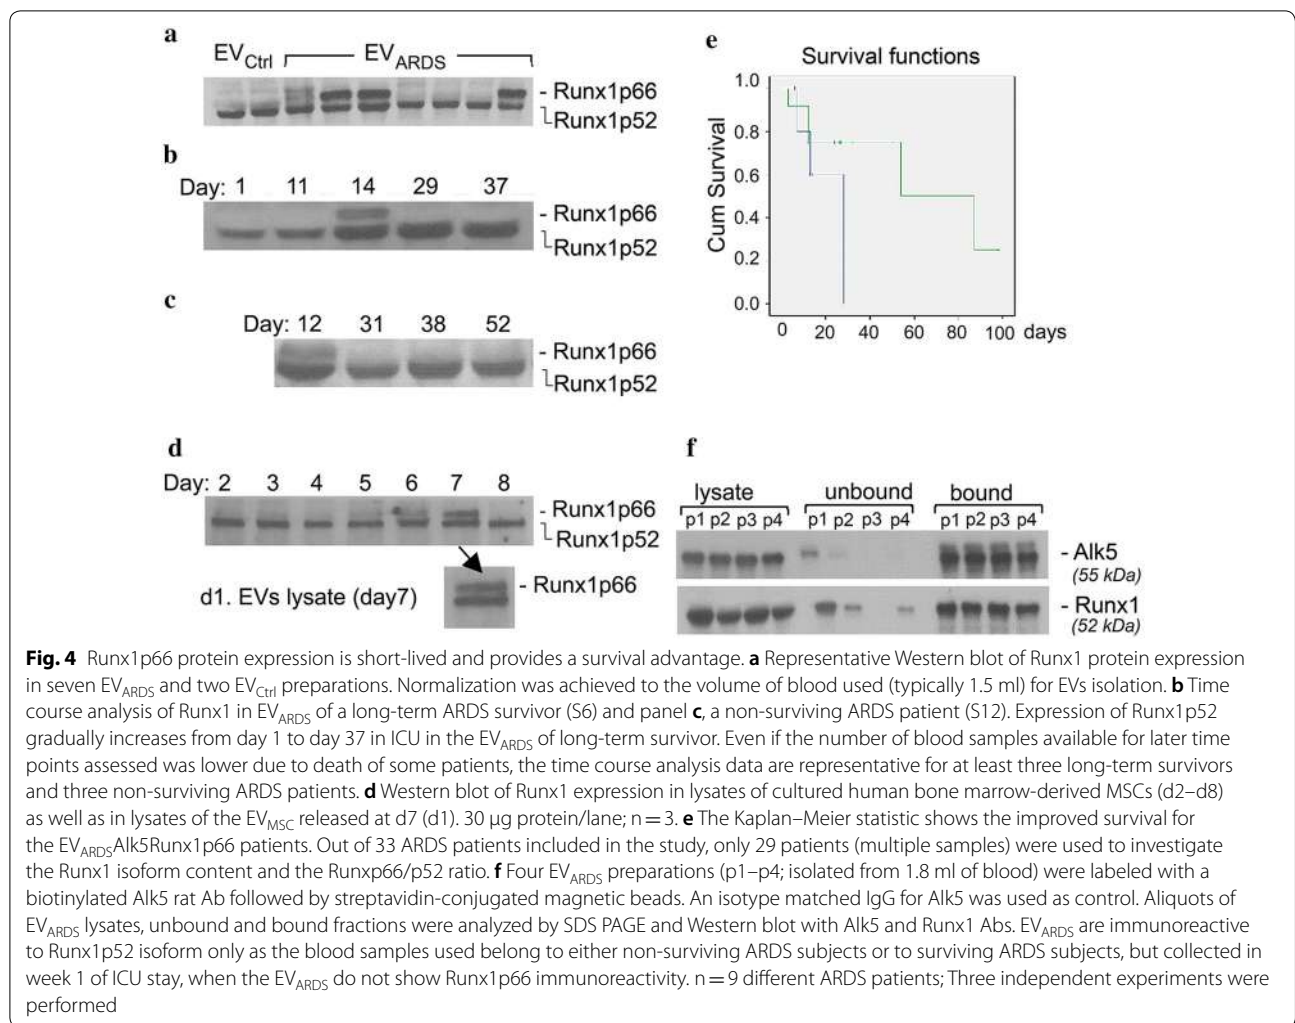 a
EVCtrl EVARDS
- Runx1p66
Runx1p52
b
Day: 1 11 14 29 37
- Runx1p66
Runx1p52
c
Day: 12 31 38 52
- Runx1p66
Runx1p52
d
Day: 2 3 4 5 6 7 8
- Runx1p66
Runx1p52
d1. EVs lysate (day7)
- Runx1p66
e
Survival functions
Cum Survival
1.0
0.8
0.6
0.4
0.2
0.0
0 20 40 60 80 100 days
f
lysate unbound bound
p1 p2 p3 p4 p1 p2 p3 p4 p1 p2 p3 p4
- Alk5
(55 kDa)
- Runx1
(52 kDa)
Fig. 4 Runx1p66 protein expression is short-lived and provides a survival advantage. a Representative Western blot of Runx1 protein expression
in seven EVARDS and two EVCtrl preparations. Normalization was achieved to the volume of blood used (typically 1.5 ml) for EVs isolation. b Time
course analysis of Runx1 in EVARDS of a long-term ARDS survivor (S6) and panel c, a non-surviving ARDS patient (S12). Expression of Runx1p52
gradually increases from day 1 to day 37 in ICU in the EVARDS of long-term survivor. Even if the number of blood samples available for later time
points assessed was lower due to death of some patients, the time course analysis data are representative for at least three long-term survivors
and three non-surviving ARDS patients. d Western blot of Runx1 expression in lysates of cultured human bone marrow-derived MSCs (d2–d8)
as well as in lysates of the EVMSC released at d7 (d1). 30 µg protein/lane; n = 3. e The Kaplan–Meier statistic shows the improved survival for
the EVARDSAlk5Runx1p66 patients. Out of 33 ARDS patients included in the study, only 29 patients (multiple samples) were used to investigate
the Runx1 isoform content and the Runxp66/p52 ratio. f Four EVARDS preparations (p1–p4; isolated from 1.8 ml of blood) were labeled with a
biotinylated Alk5 rat Ab followed by streptavidin-conjugated magnetic beads. An isotype matched IgG for Alk5 was used as control. Aliquots of
EVARDS lysates, unbound and bound fractions were analyzed by SDS PAGE and Western blot with Alk5 and Runx1 Abs. EVARDS are immunoreactive
to Runx1p52 isoform only as the blood samples used belong to either non-surviving ARDS subjects or to surviving ARDS subjects, but collected in
week 1 of ICU stay, when the EVARDS do not show Runx1p66 immunoreactivity. n = 9 different ARDS patients; Three independent experiments were
performed